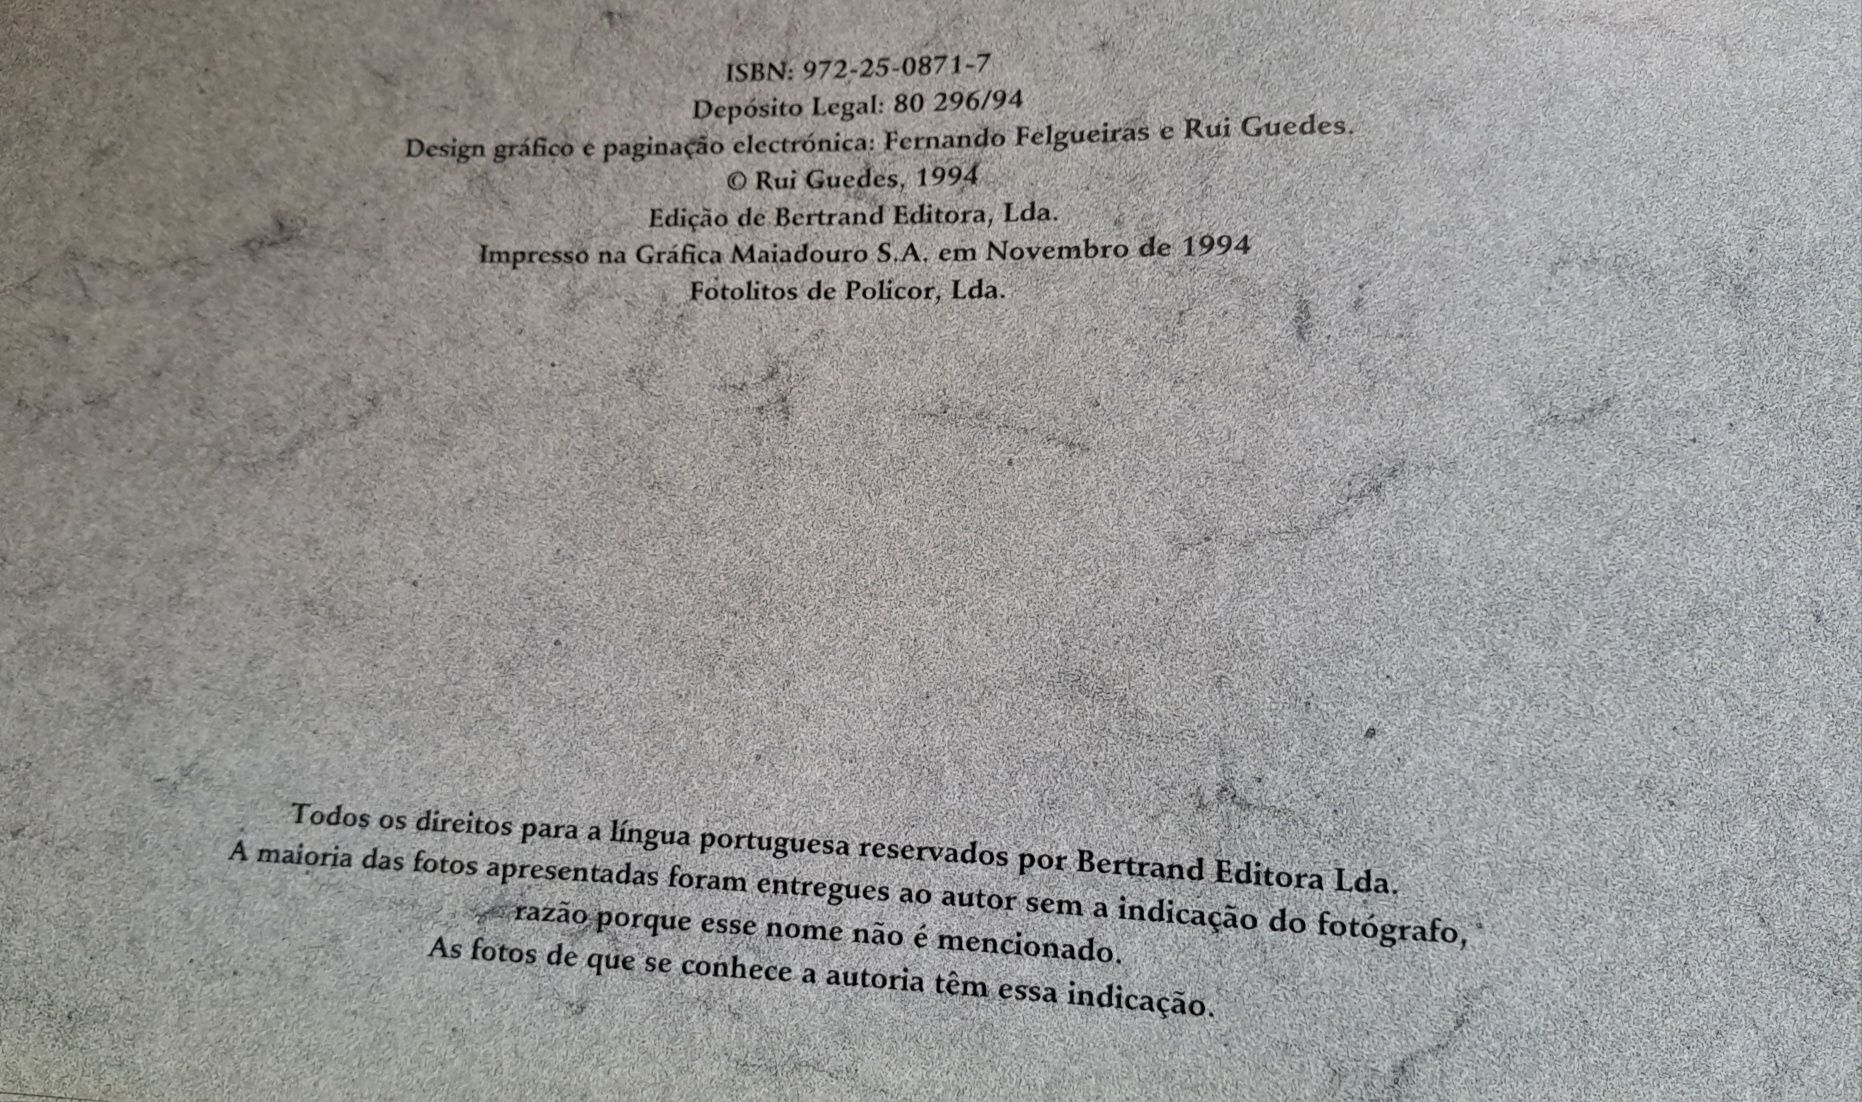 ISBN: 972-25-0871-7
Depósito Legal: 80 296/94
Design gráfico e paginação electrónica: Fernando Felgueiras e Rui Guedes.
© Rui Guedes, 1994
Edição de Bertrand Editora, Lda.
Impresso na Gráfica Maiadouro S.A. em Novembro de 1994
Fotolitos de Policor, Lda.
Todos os direitos para a língua portuguesa reservados por Bertrand Editora Lda.
A maioria das fotos apresentadas foram entregues ao autor sem a indicação do fotógrafo,
razão porque esse nome não é mencionado.
As fotos de que se conhece a autoria têm essa indicação.